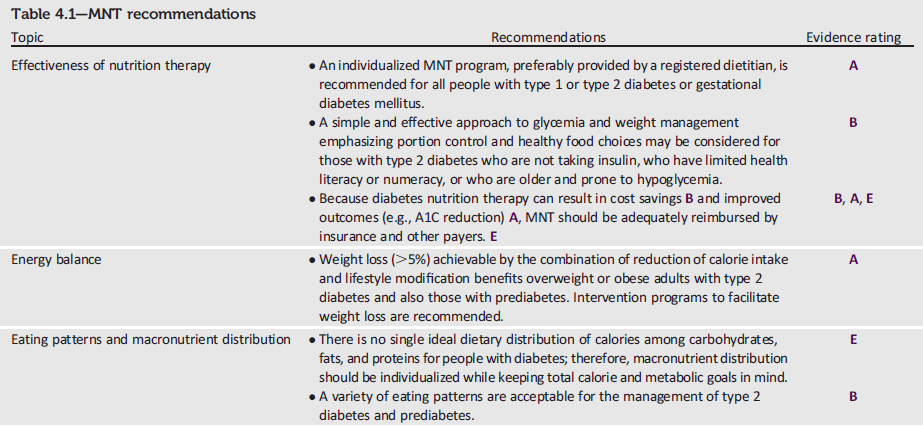 Table 4.1—MNT recommendations
Topic Recommendations Evidence rating
Effectiveness of nutrition therapy • An individualized MNT program, preferably provided by a registered dietitian, is A
recommended for all people with type 1 or type 2 diabetes or gestational
diabetes mellitus.
• A simple and effective approach to glycemia and weight management B
emphasizing portion control and healthy food choices may be considered for
those with type 2 diabetes who are not taking insulin, who have limited health
literacy or numeracy, or who are older and prone to hypoglycemia.
• Because diabetes nutrition therapy can result in cost savings B and improved B, A, E
outcomes (e.g., A1C reduction) A, MNT should be adequately reimbursed by
insurance and other payers. E
Energy balance • Weight loss (>5%) achievable by the combination of reduction of calorie intake A
and lifestyle modification benefits overweight or obese adults with type 2
diabetes and also those with prediabetes. Intervention programs to facilitate
weight loss are recommended.
Eating patterns and macronutrient distribution • There is no single ideal dietary distribution of calories among carbohydrates, E
fats, and proteins for people with diabetes; therefore, macronutrient distribution
should be individualized while keeping total calorie and metabolic goals in mind.
• A variety of eating patterns are acceptable for the management of type 2 B
diabetes and prediabetes.